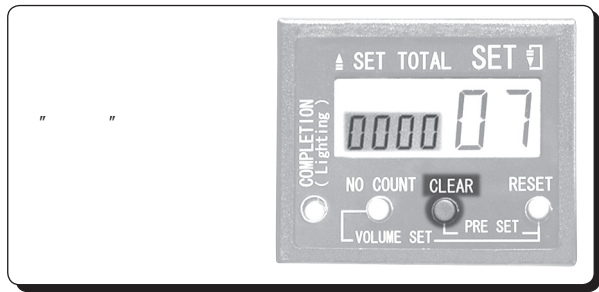 ″ ″
SET TOTAL SET
COMPLETION
( Lighting )
0000 07
NO COUNT CLEAR RESET
VOLUME SET PRE SET